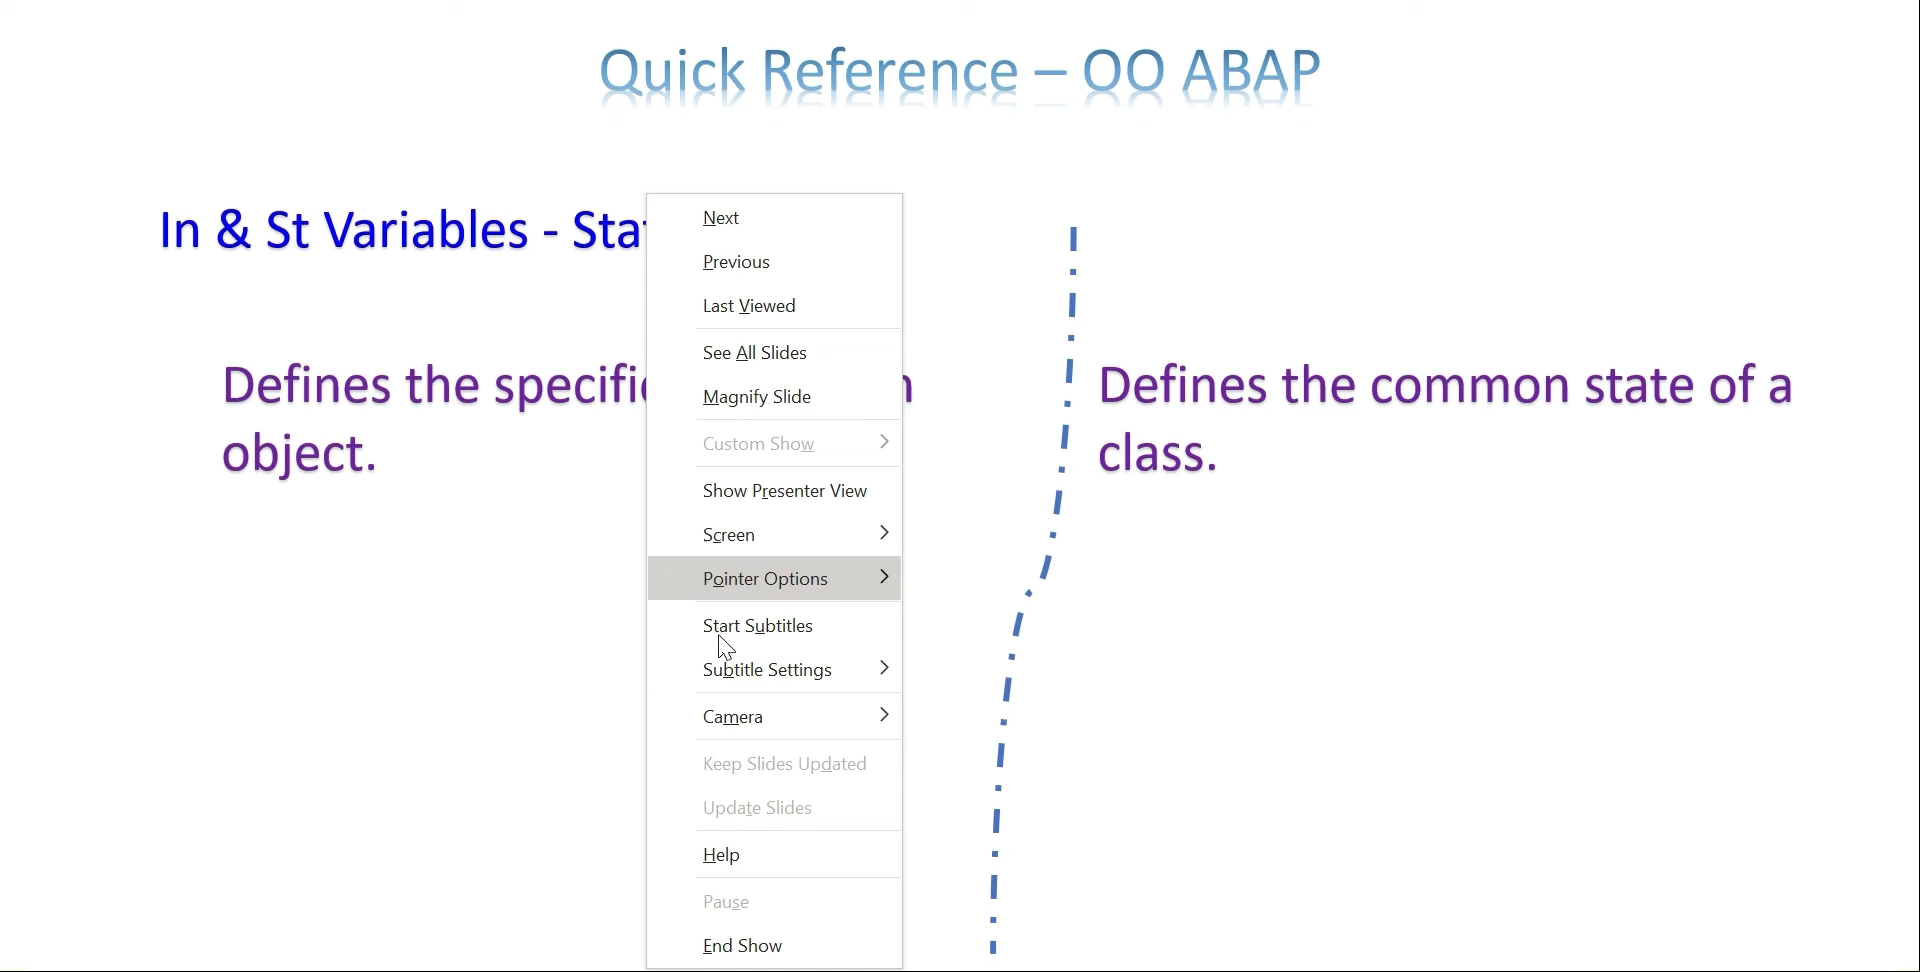 Quick Reference – OO ABAP
In & St Variables - Sta
Defines the specific
object.
Defines the common state of a
class.
Next
Previous
Last Viewed
See All Slides
Magnify Slide
Custom Show
Show Presenter View
Screen
Pointer Options
Start Subtitles
Subtitle Settings
Camera
Keep Slides Updated
Update Slides
Help
Pause
End Show